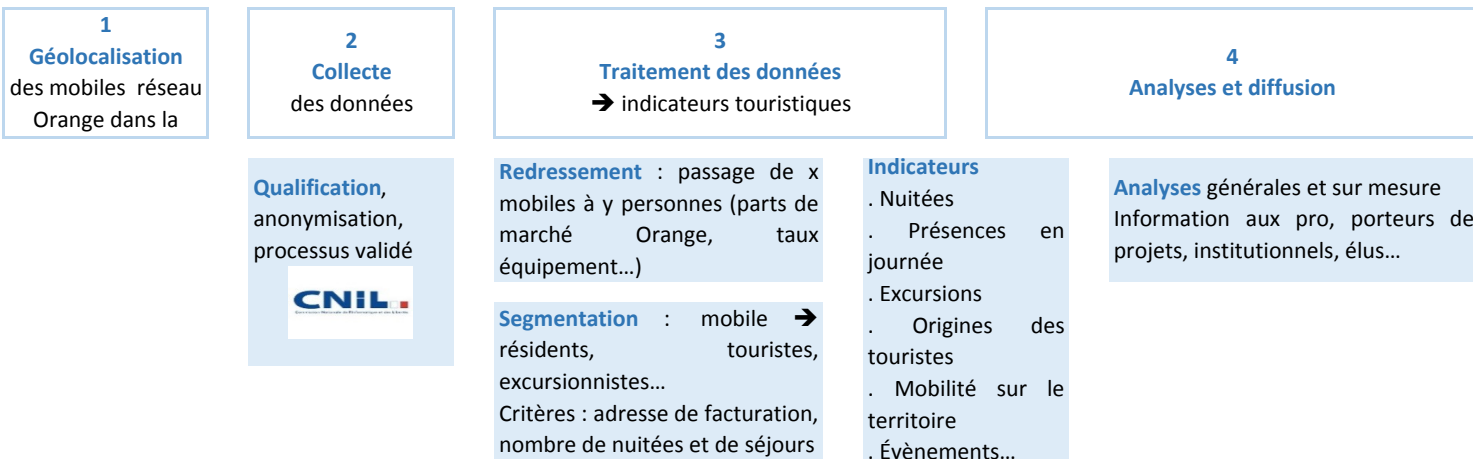 1
Géolocalisation
des mobiles réseau
Orange dans la
2
Collecte
des données
3
Traitement des données
➔ indicateurs touristiques
4
Analyses et diffusion
Qualification,
anonymisation,
processus validé
CNIL
Redressement : passage de x
mobiles à y personnes (parts de
marché Orange, taux
équipement…)
Segmentation : mobile ➔
résidents, touristes,
excursionnistes…
Critères : adresse de facturation,
nombre de nuitées et de séjours
Indicateurs
. Nuitées
. Présences en
journée
. Excursions
. Origines des
touristes
. Mobilité sur le
territoire
. Évènements…
Analyses générales et sur mesure
Information aux pro, porteurs de
projets, institutionnels, élus…